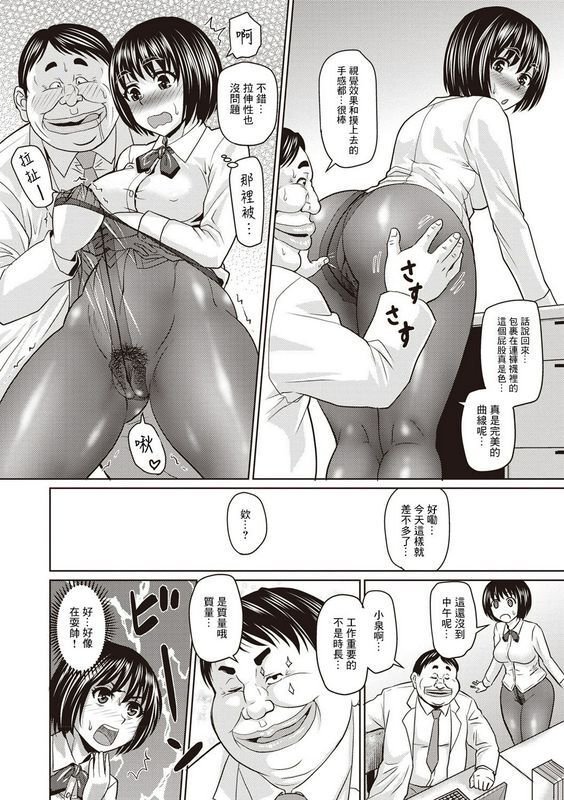 視覺效果和摸上去的
手感都…很棒
さす
さす
話說回來…
包裹在連褲襪裡的
這個屁股真是色…
真是完美的
曲線呢…
啊
不錯…
拉伸性也
沒問題
那裡被…
拉扯—
啾♡
好嘞…
今天這樣就
差不多了…
欸…?
這還沒到
中午呢…
小泉啊…
工作重要的
不是時長…
是質量哦
質量…
好…好像
在耍帥!